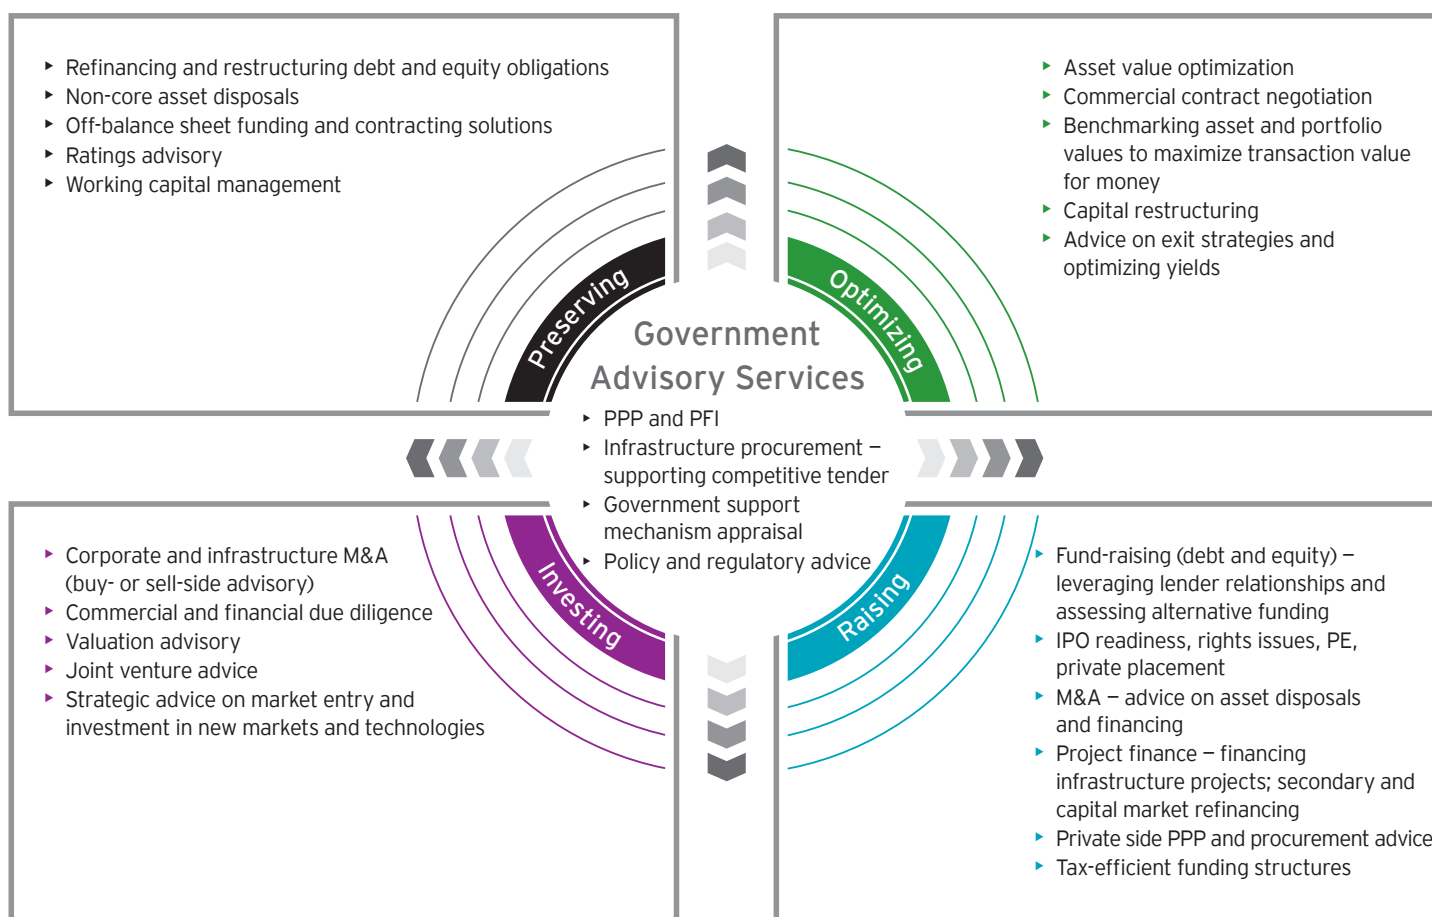 Refinancing and restructuring debt and equity obligations
Non-core asset disposals
Off-balance sheet funding and contracting solutions
Ratings advisory
Working capital management
Asset value optimization
Commercial contract negotiation
Benchmarking asset and portfolio
values to maximize transaction value
for money
Capital restructuring
Advice on exit strategies and
optimizing yields
Preserving
Optimizing
Government
Advisory Services
PPP and PFI
Infrastructure procurement –
supporting competitive tender
Government support
mechanism appraisal
Policy and regulatory advice
Investing
Raising
Corporate and infrastructure M&A
(buy- or sell-side advisory)
Commercial and financial due diligence
Valuation advisory
Joint venture advice
Strategic advice on market entry and
investment in new markets and technologies
Fund-raising (debt and equity) –
leveraging lender relationships and
assessing alternative funding
IPO readiness, rights issues, PE,
private placement
M&A – advice on asset disposals
and financing
Project finance – financing
infrastructure projects; secondary and
capital market refinancing
Private side PPP and procurement advice
Tax-efficient funding structures